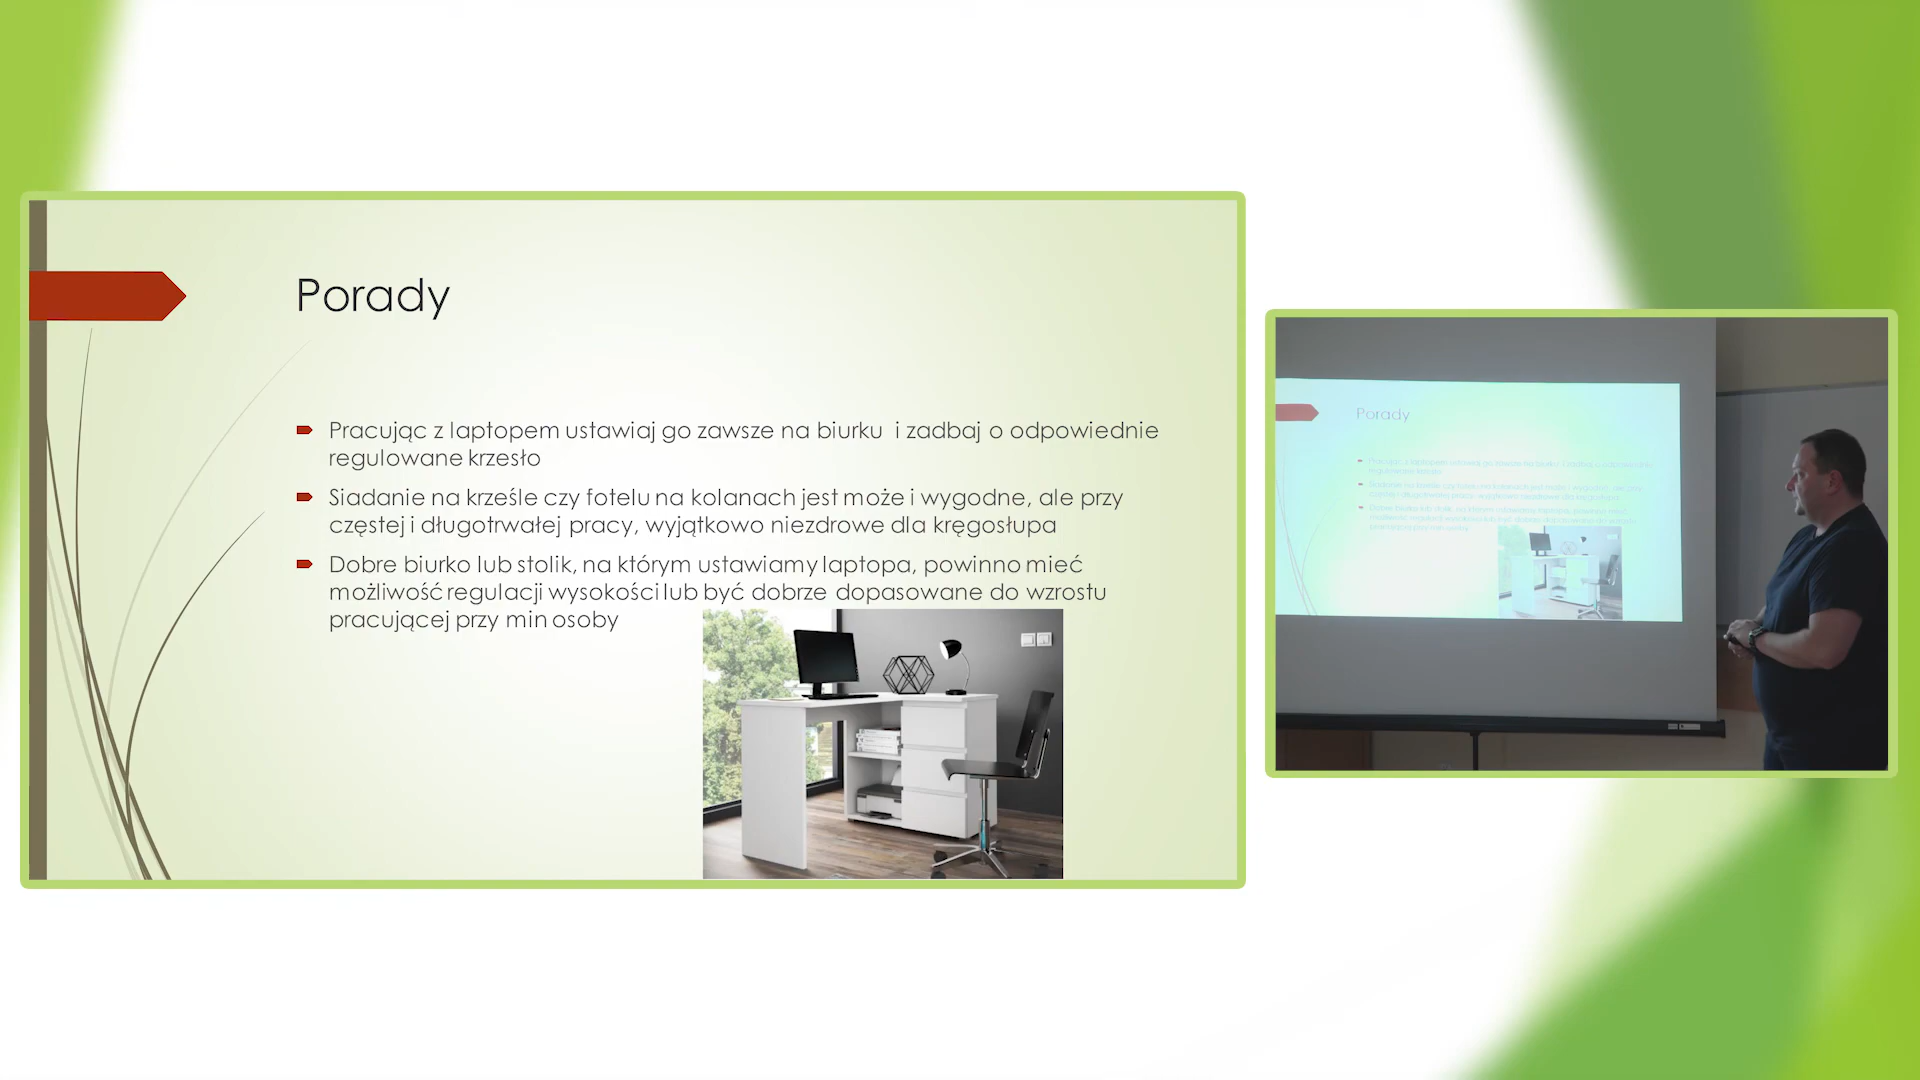 Porady
Pracując z laptopem ustawiaj go zawsze na biurku i zadbaj o odpowiednie
regulowane krzesło
Siadanie na krześle czy fotelu na kolanach jest może i wygodne, ale przy
częstej i długotrwałej pracy, wyjątkowo niezdrowe dla kręgosłupa
Dobre biurko lub stolik, na którym ustawiamy laptopa, powinno mieć
możliwość regulacji wysokości lub być dobrze dopasowane do wzrostu
pracującej przy min osoby
Porady